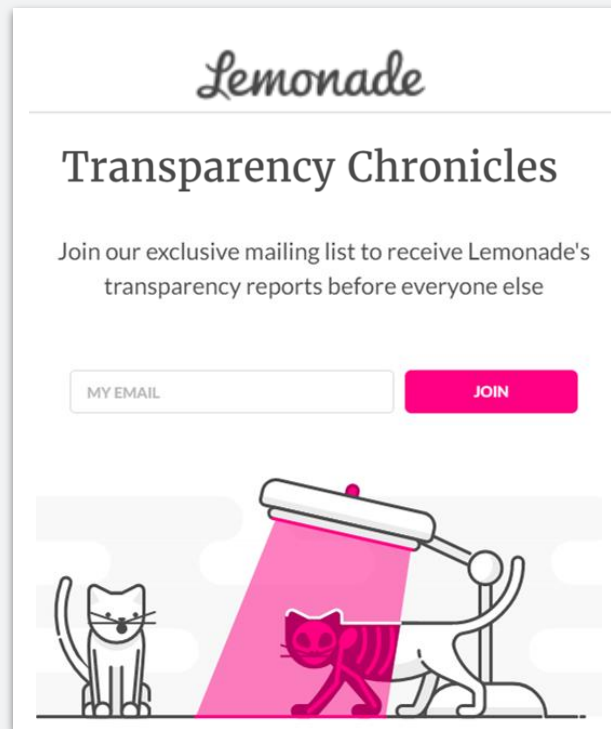 Lemonade
Transparency Chronicles
Join our exclusive mailing list to receive Lemonade's
transparency reports before everyone else
MY EMAIL
JOIN